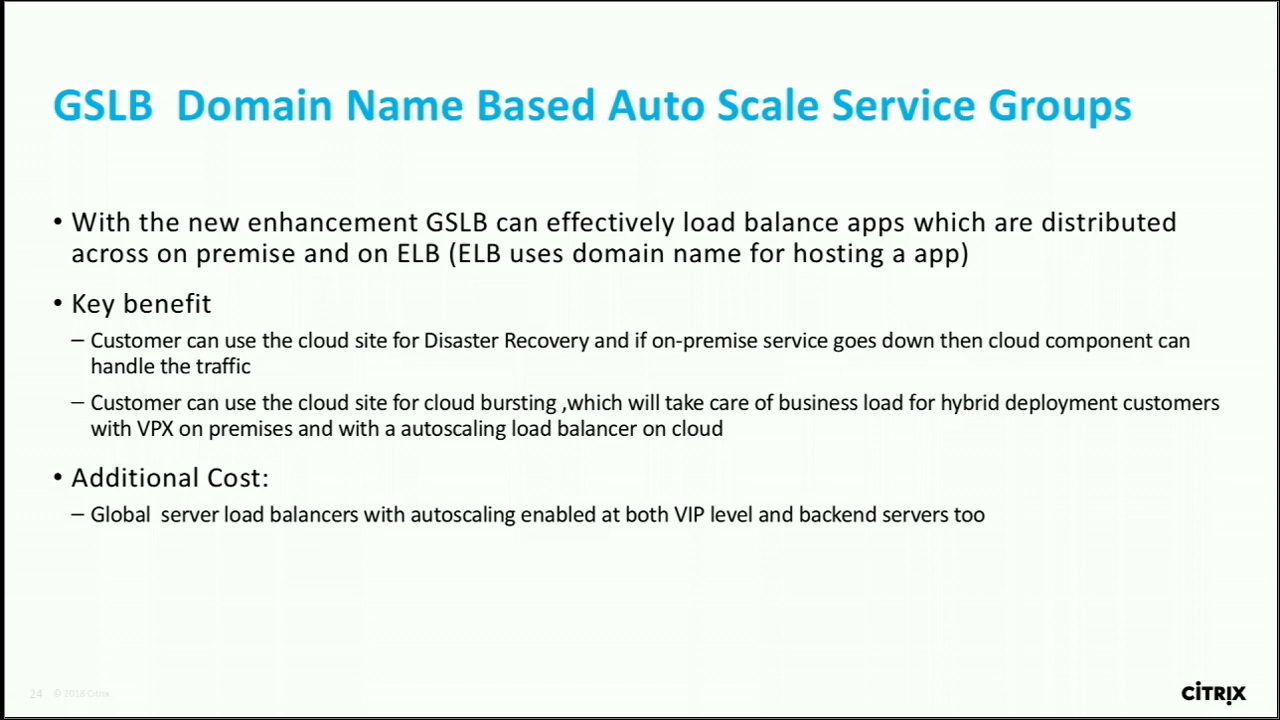 GSLB  Domain Name Based Auto Scale Service Groups
• With the new enhancement GSLB can effectively load balance apps which are distributed
across on premise and on ELB (ELB uses domain name for hosting a app)
• Key benefit
– Customer can use the cloud site for Disaster Recovery and if on-premise service goes down then cloud component can
handle the traffic
– Customer can use the cloud site for cloud bursting ,which will take care of business load for hybrid deployment customers
with VPX on premises and with a autoscaling load balancer on cloud
• Additional Cost:
– Global  server load balancers with autoscaling enabled at both VIP level and backend servers too
24 © 2018 Citrix
CITRIX